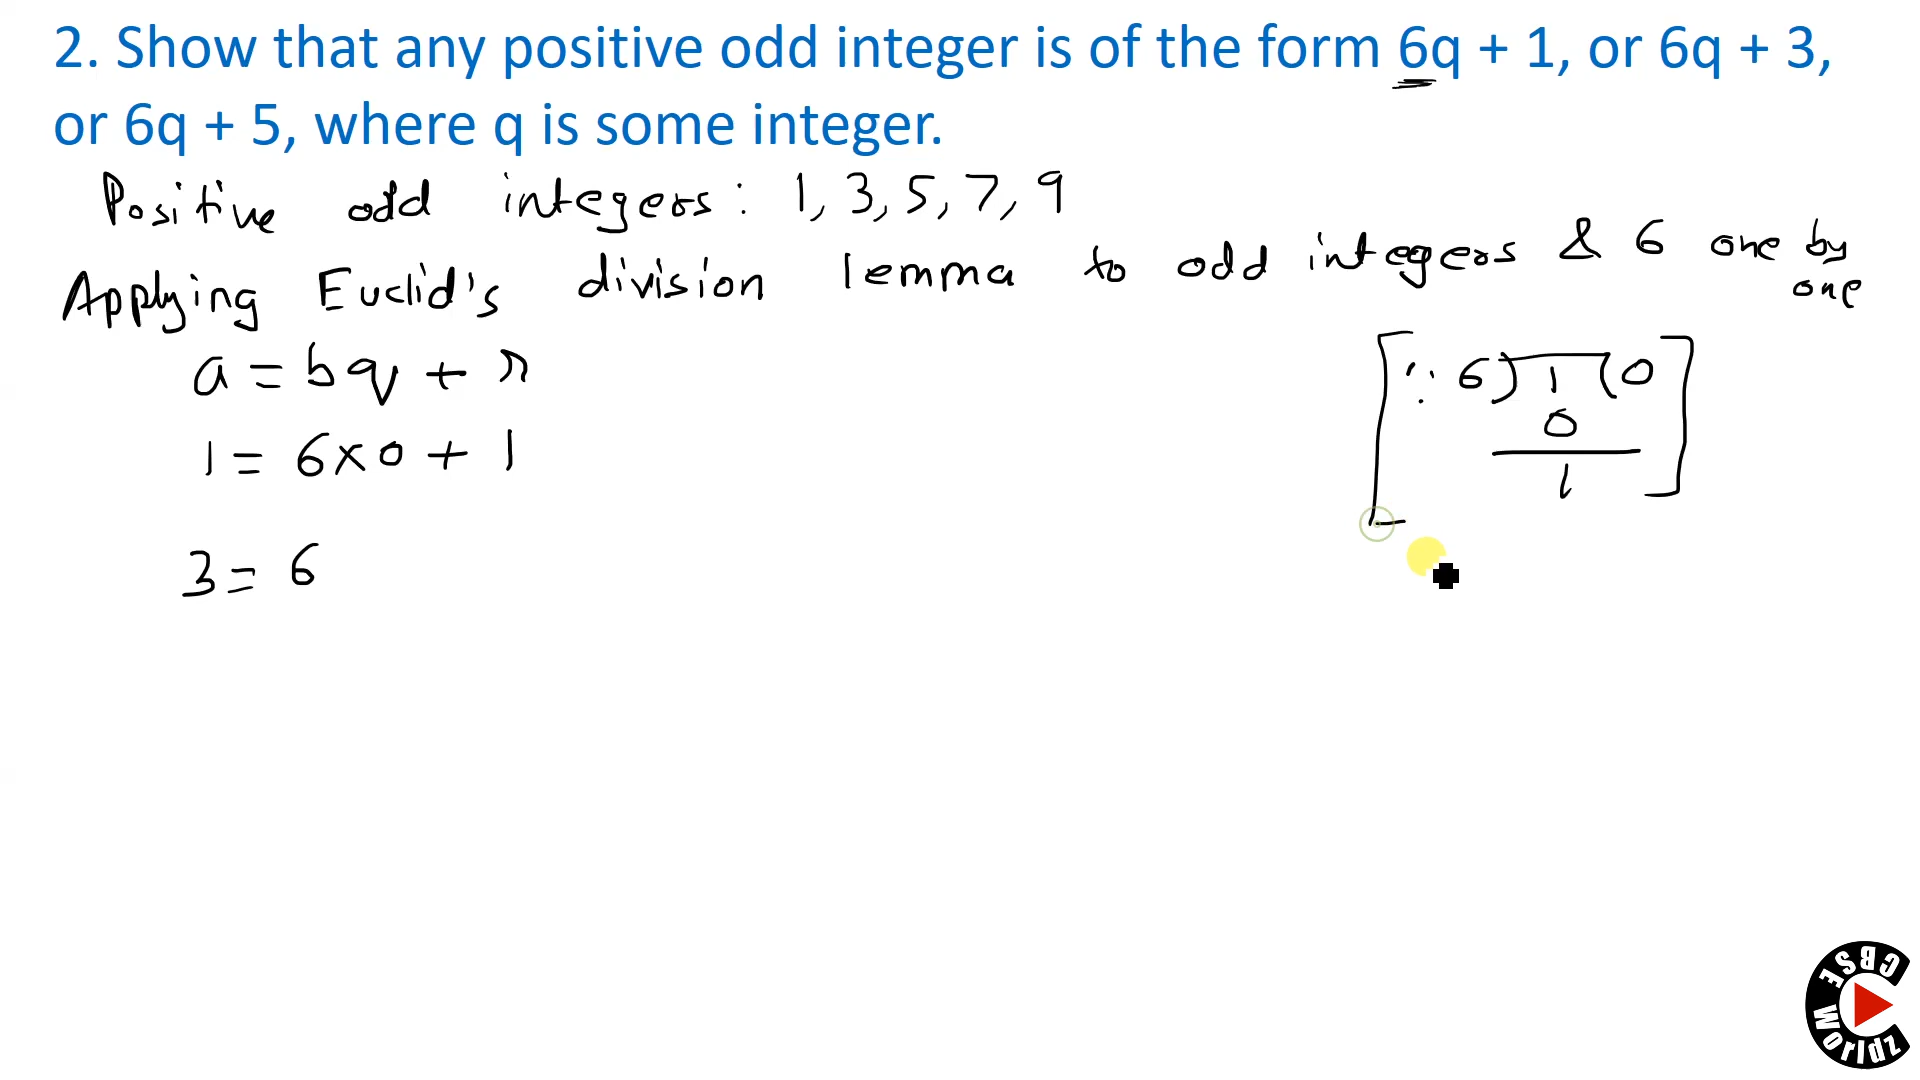 2. Show that any positive odd integer is of the form 6q + 1, or 6q + 3,
or 6q + 5, where q is some integer.
Positive odd integers : 1, 3, 5, 7, 9
Applying Euclid's division lemma to odd integers & 6 one by
one
a = bq + r
1 = 6 × 0 + 1
[∵ 6) 1 (0
0
1]
3 = 6
CBSE Worldz